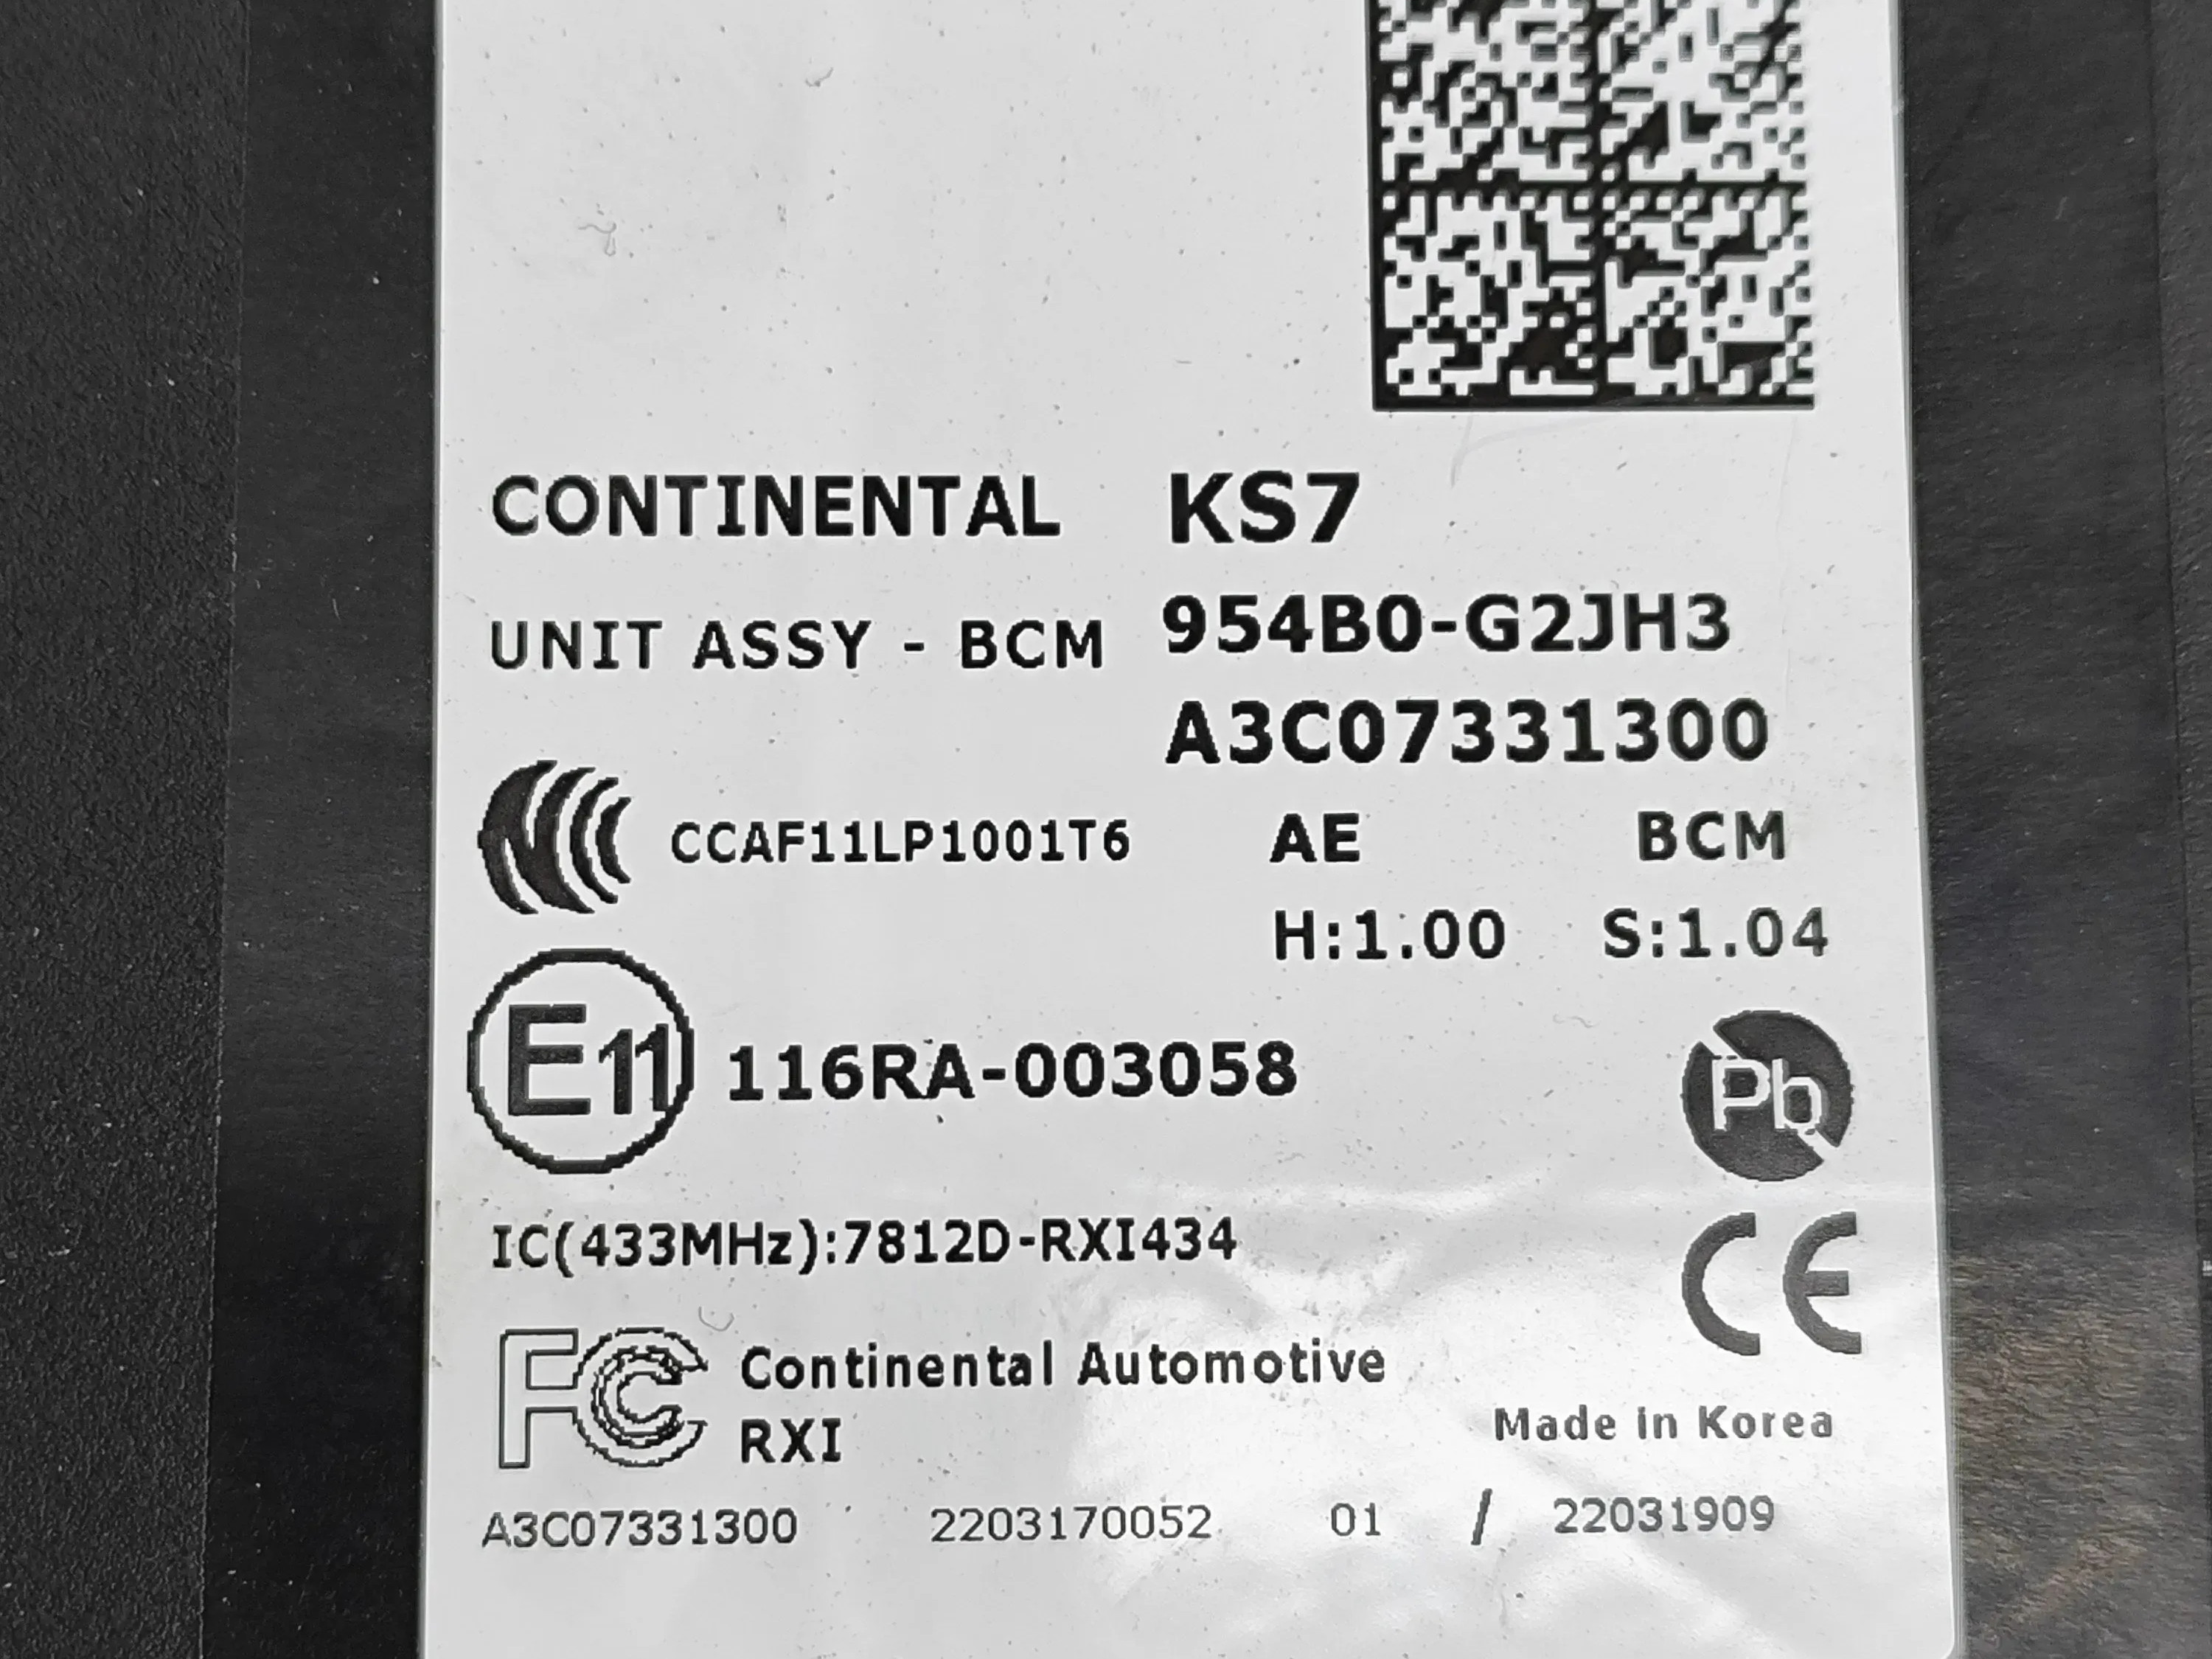 CONTINENTAL KS7
UNIT ASSY - BCM 954B0-G2JH3
A3C07331300
CCAF11LP1001T6 AE BCM
H:1.00 S:1.04
E11 116RA-003058
Pb
IC(433MHz):7812D-RXI434
CE
FC Continental Automotive
RXI
Made in Korea
A3C07331300 2203170052 01 / 22031909